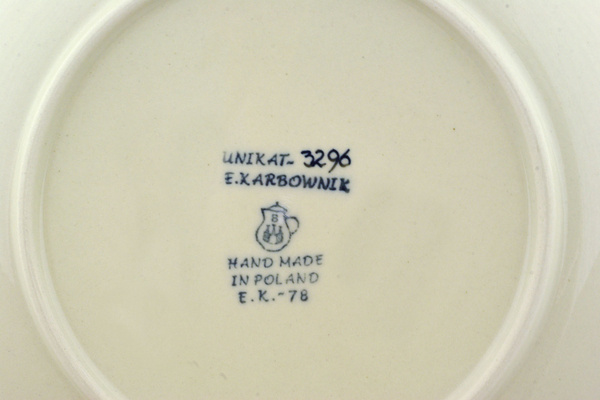 UNIKAT- 3296
E.KARBOWNIK
B
HAND MADE
IN POLAND
E.K.-78